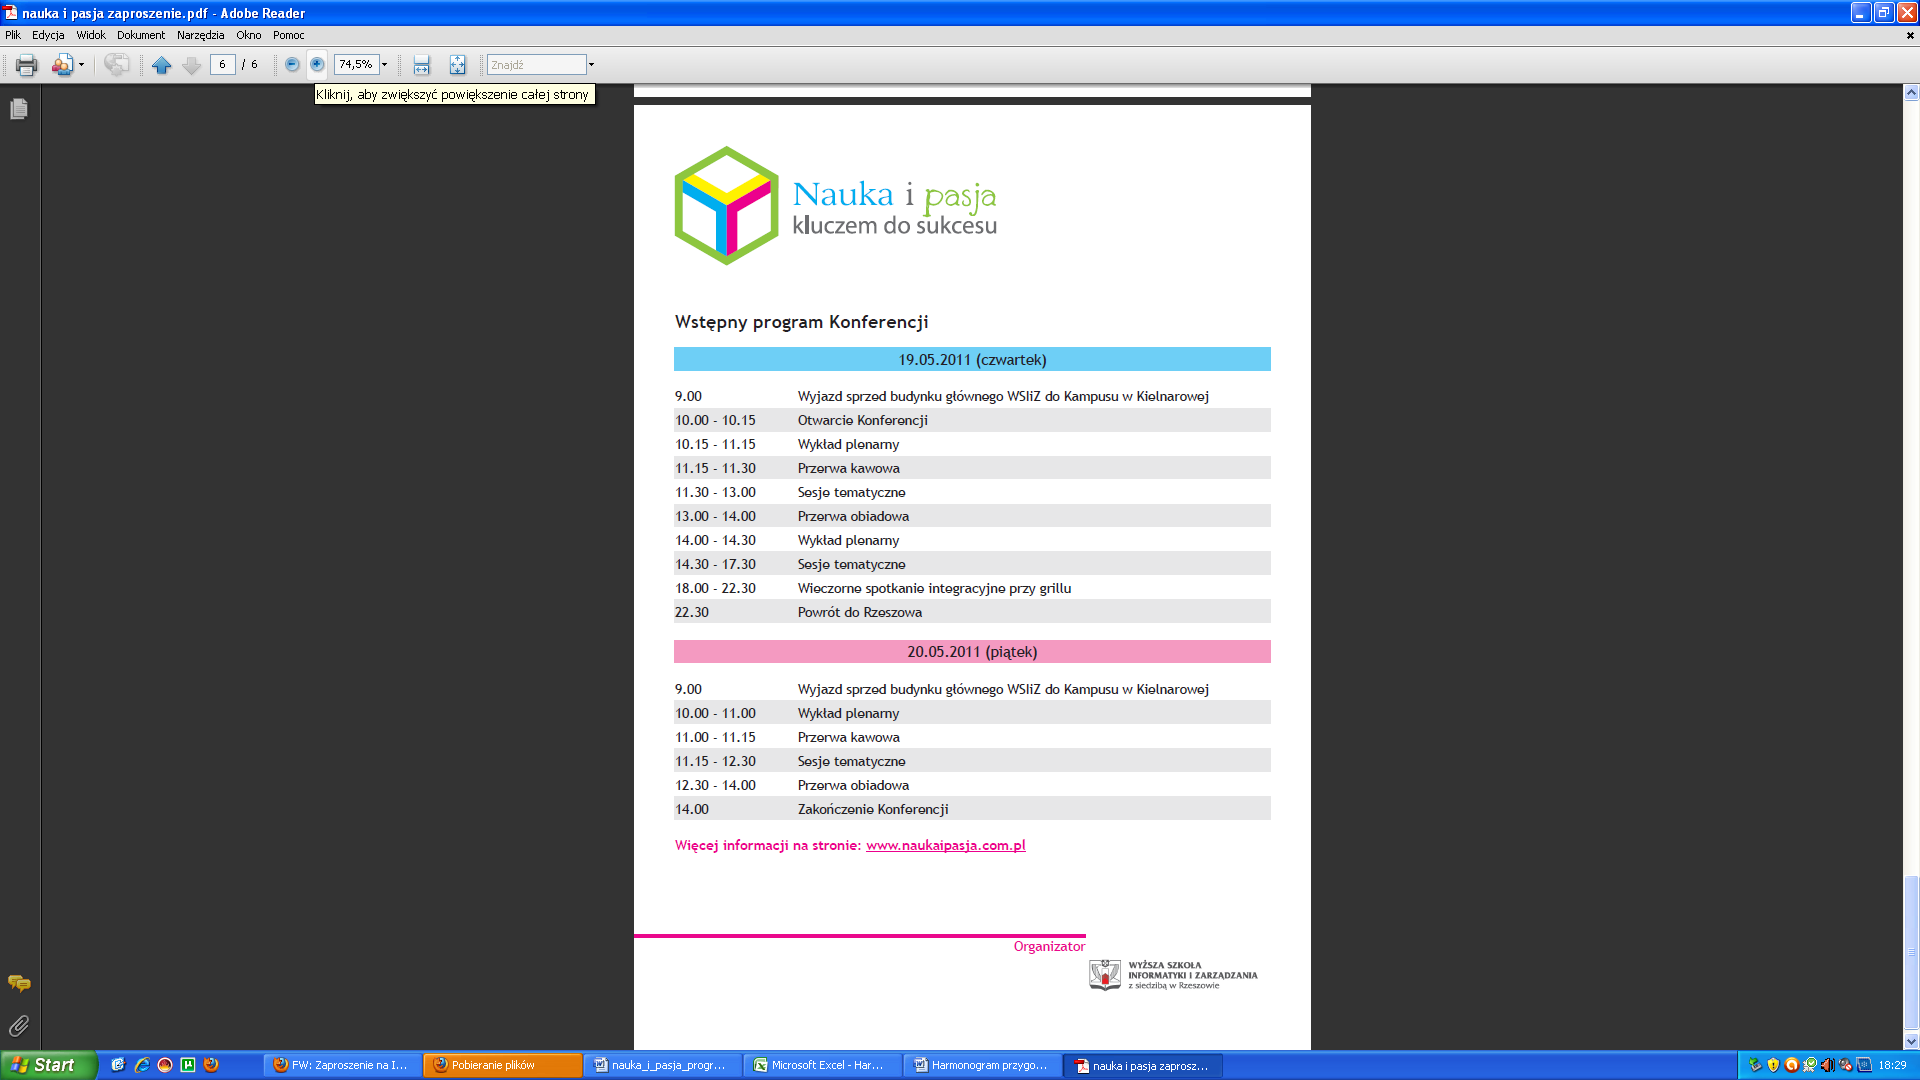 nauka i pasja zaproszenie.pdf - Adobe Reader
Plik Edycja Widok Dokument Narzędzia Okno Pomoc
6 / 6 74,5% Znajdź
Kliknij, aby zwiększyć powiększenie całej strony
Nauka i pasja
kluczem do sukcesu
Wstępny program Konferencji
19.05.2011 (czwartek)
9.00 Wyjazd sprzed budynku głównego WSIiZ do Kampusu w Kielnarowej
10.00 - 10.15 Otwarcie Konferencji
10.15 - 11.15 Wykład plenarny
11.15 - 11.30 Przerwa kawowa
11.30 - 13.00 Sesje tematyczne
13.00 - 14.00 Przerwa obiadowa
14.00 - 14.30 Wykład plenarny
14.30 - 17.30 Sesje tematyczne
18.00 - 22.30 Wieczorne spotkanie integracyjne przy grillu
22.30 Powrót do Rzeszowa
20.05.2011 (piątek)
9.00 Wyjazd sprzed budynku głównego WSIiZ do Kampusu w Kielnarowej
10.00 - 11.00 Wykład plenarny
11.00 - 11.15 Przerwa kawowa
11.15 - 12.30 Sesje tematyczne
12.30 - 14.00 Przerwa obiadowa
14.00 Zakończenie Konferencji
Więcej informacji na stronie: www.naukaipasja.com.pl
Organizator
WYŻSZA SZKOŁA
INFORMATYKI I ZARZĄDZANIA
z siedzibą w Rzeszowie
Start FW: Zaproszenie na I... Pobieranie plików nauka_i_pasja_progr... Microsoft Excel - Har... Harmonogram przygo... nauka i pasja zaprosz... 18:29